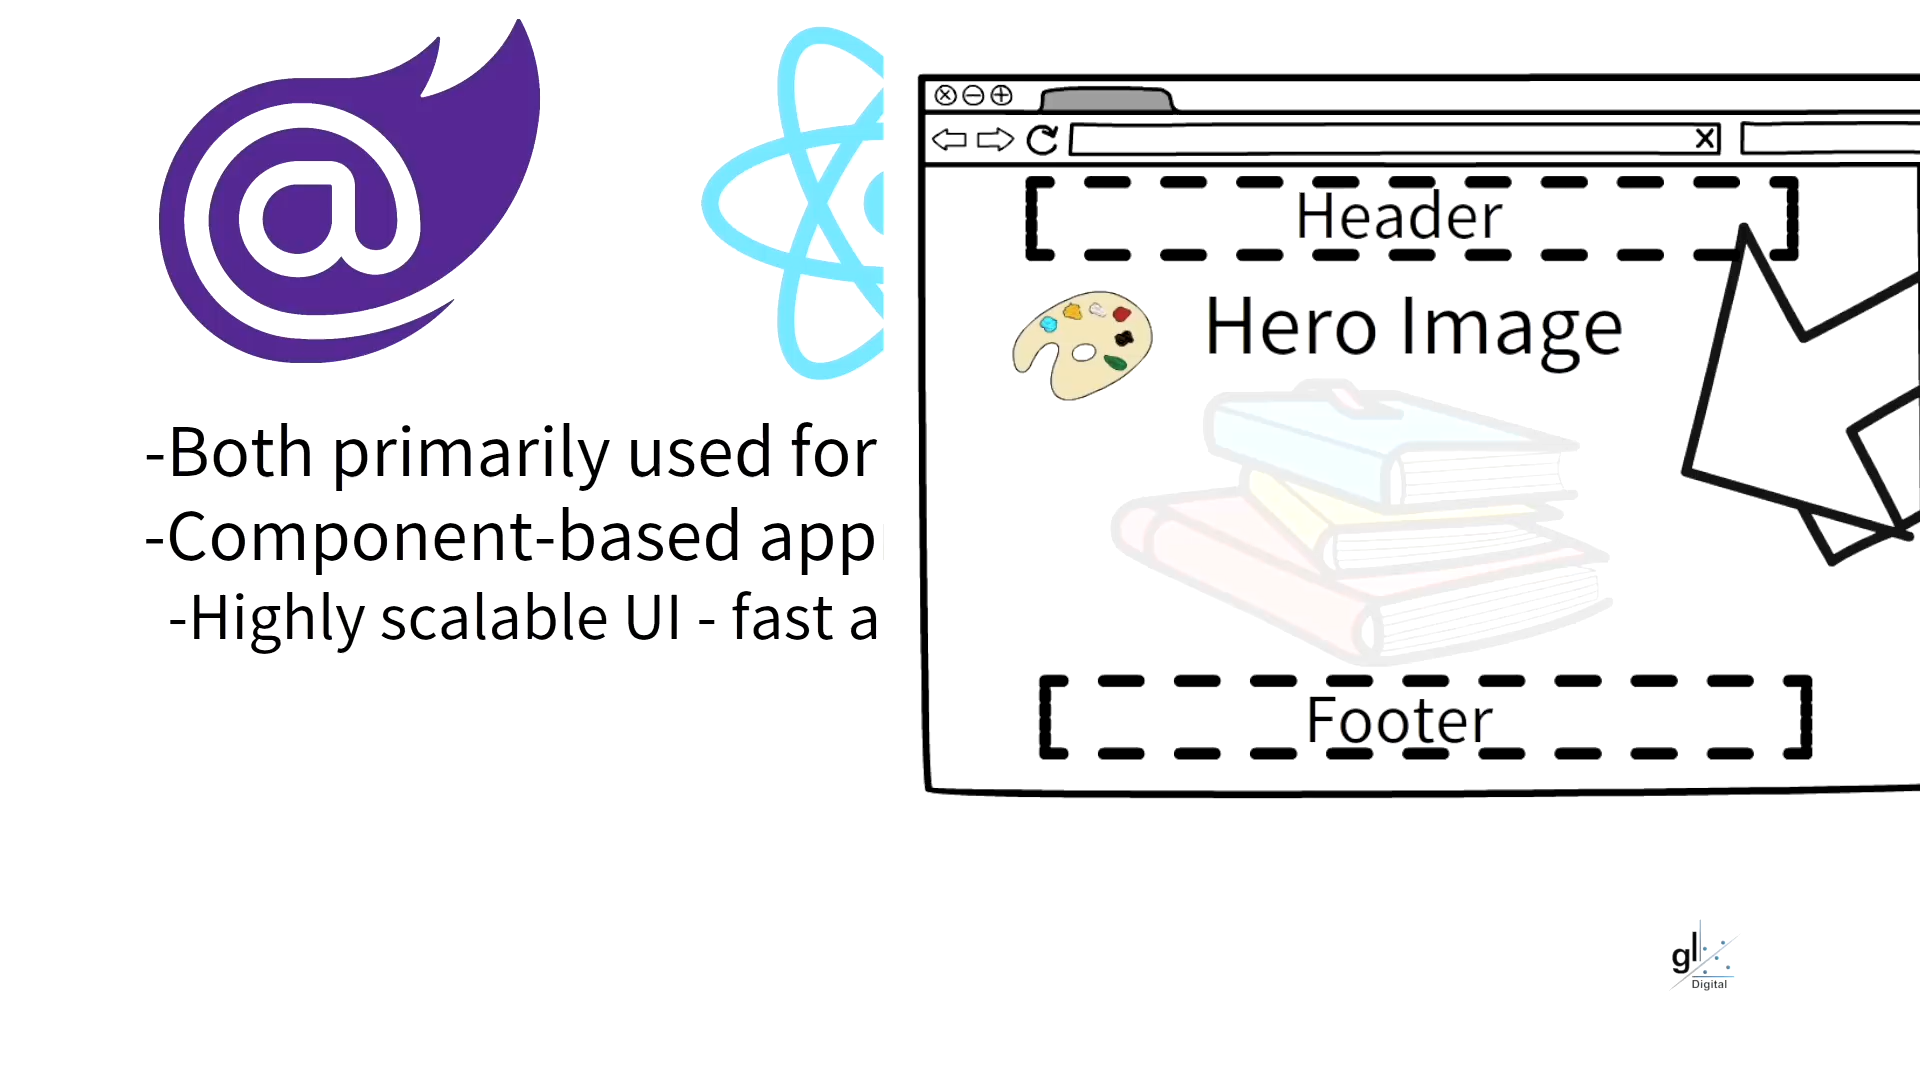 -Both primarily used for
-Component-based app
-Highly scalable UI - fast a
Header
Hero Image
Footer
gl
Digital